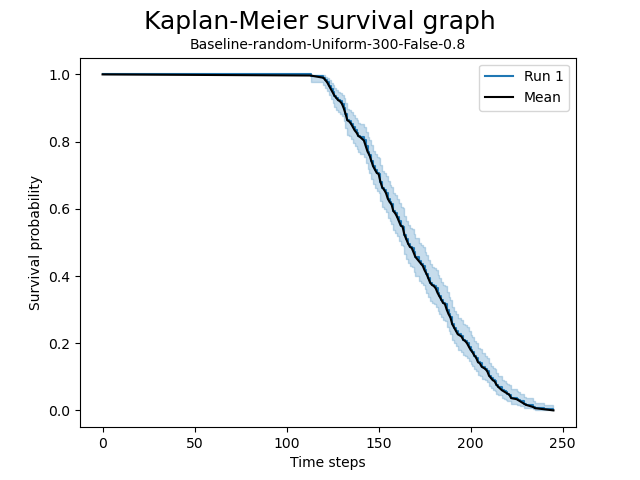 Kaplan-Meier survival graph
Baseline-random-Uniform-300-False-0.8
Run 1
Mean
Survival probability
1.0
0.8
0.6
0.4
0.2
0.0
0 50 100 150 200 250
Time steps